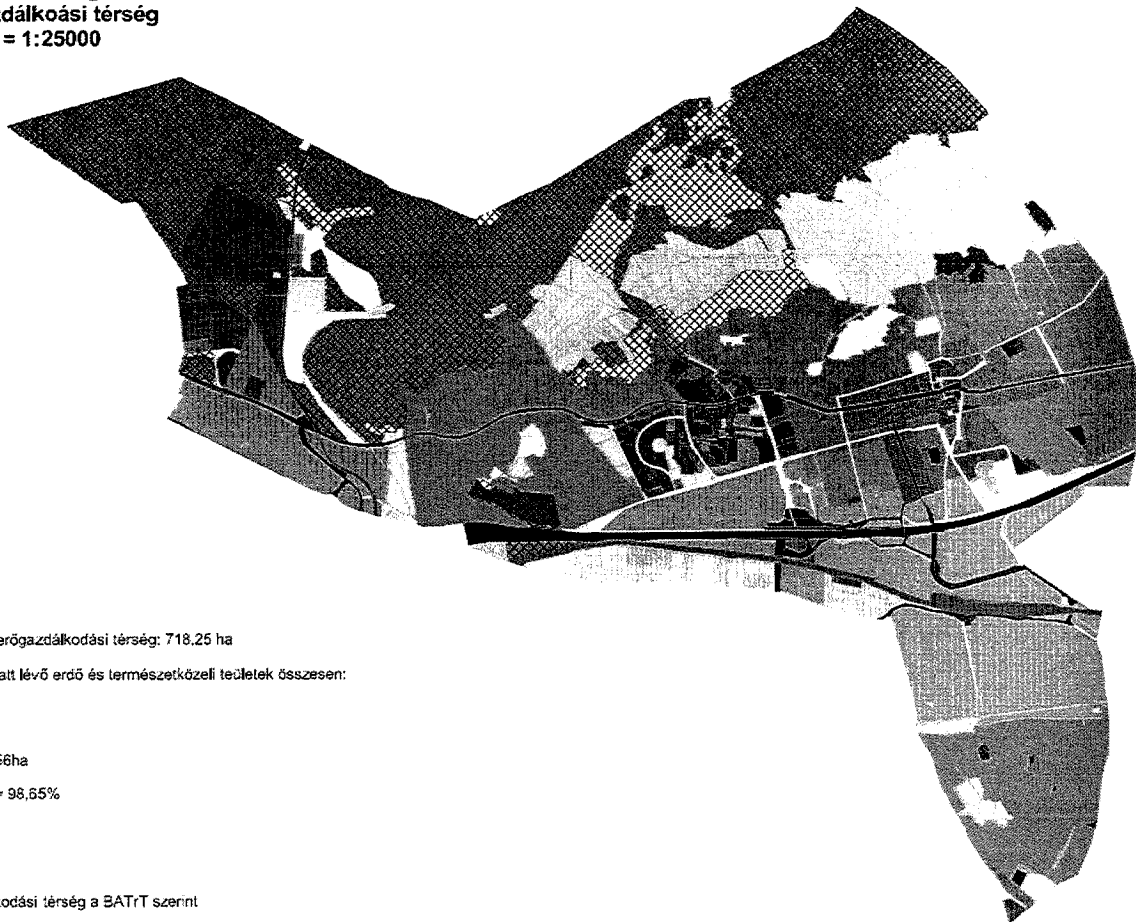 zdálkoási térség
= 1:25000
erőgazdálkodási térség: 718,25 ha
att lévő erdő és természetközeli teületek összesen:
66ha
= 98,65%
kodási térség a BATrT szerint